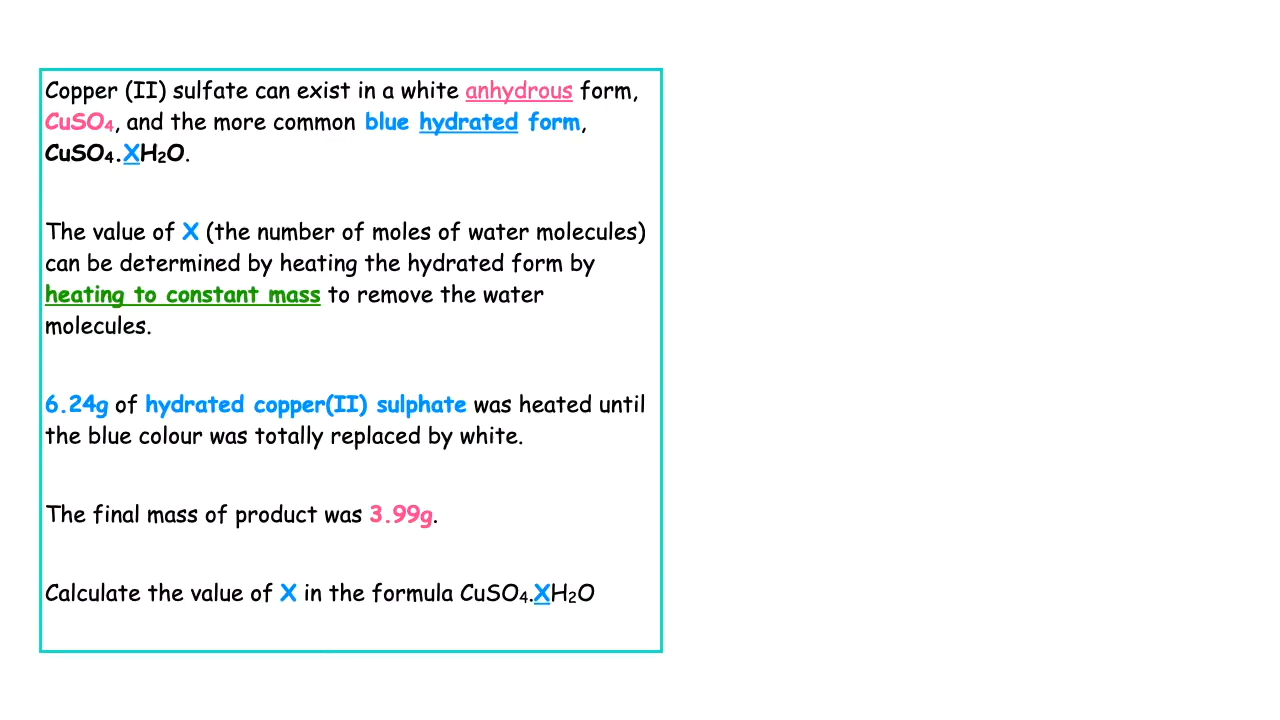 Copper (II) sulfate can exist in a white anhydrous form,
CuSO₄, and the more common blue hydrated form,
CuSO₄.XH₂O.
The value of X (the number of moles of water molecules)
can be determined by heating the hydrated form by
heating to constant mass to remove the water
molecules.
6.24g of hydrated copper(II) sulphate was heated until
the blue colour was totally replaced by white.
The final mass of product was 3.99g.
Calculate the value of X in the formula CuSO₄.XH₂O